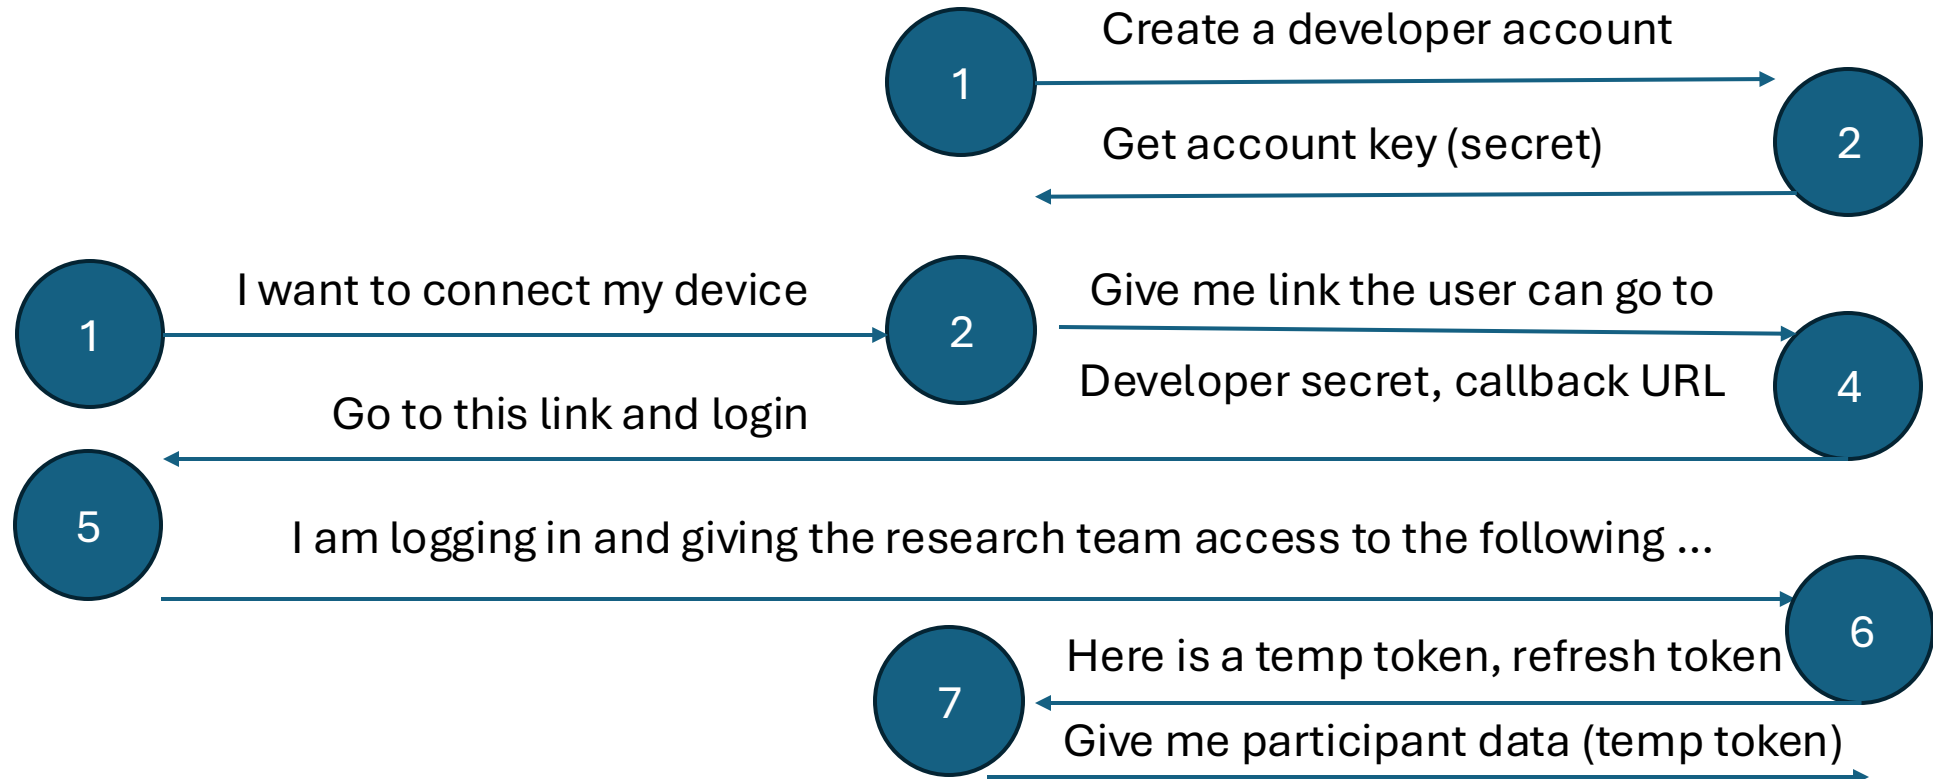 Create a developer account
1
Get account key (secret)
2
I want to connect my device
Give me link the user can go to
1
2
Developer secret, callback URL
4
Go to this link and login
5
I am logging in and giving the research team access to the following ...
6
Here is a temp token, refresh token
7
Give me participant data (temp token)